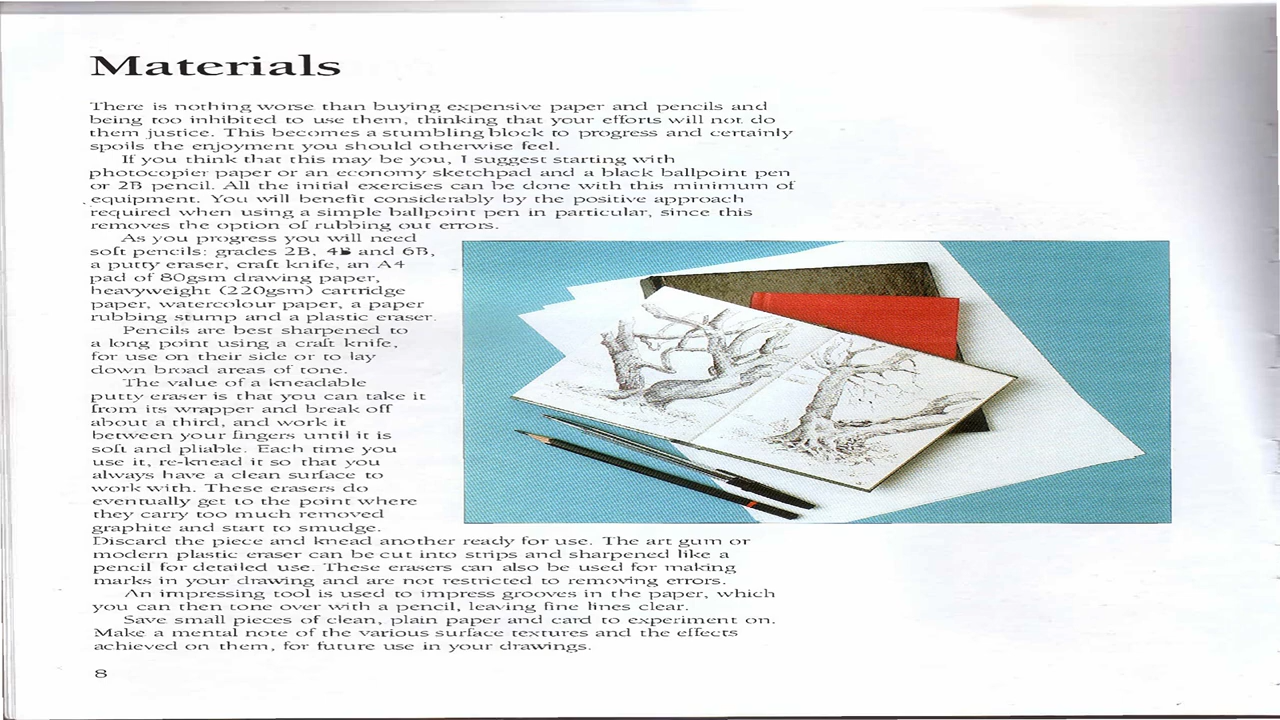 Materials
There is nothing worse than buying expensive paper and pencils and
being too inhibited to use them, thinking that your efforts will not do
them justice. This becomes a stumbling block to progress and certainly
spoils the enjoyment you should otherwise feel.
If you think that this may be you, I suggest starting with
photocopier paper or an economy sketchpad and a black ballpoint pen
or 2B pencil. All the initial exercises can be done with this minimum of
equipment. You will benefit considerably by the positive approach
required when using a simple ballpoint pen in particular, since this
removes the option of rubbing out errors.
As you progress you will need
soft pencils: grades 2B, 4B and 6B,
a putty eraser, craft knife, an A4
pad of 80gsm drawing paper,
heavyweight (220gsm) cartridge
paper, watercolour paper, a paper
rubbing stump and a plastic eraser.
Pencils are best sharpened to
a long point using a craft knife,
for use on their side or to lay
down broad areas of tone.
The value of a kneadable
putty eraser is that you can take it
from its wrapper and break off
about a third, and work it
between your fingers until it is
soft and pliable. Each time you
use it, re-knead it so that you
always have a clean surface to
work with. These erasers do
eventually get to the point where
they carry too much removed
graphite and start to smudge.
Discard the piece and knead another ready for use. The art gum or
modern plastic eraser can be cut into strips and sharpened like a
pencil for detailed use. These erasers can also be used for making
marks in your drawing and are not restricted to removing errors.
An impressing tool is used to impress grooves in the paper, which
you can then tone over with a pencil, leaving fine lines clear.
Save small pieces of clean, plain paper and card to experiment on.
Make a mental note of the various surface textures and the effects
achieved on them, for future use in your drawings.
8